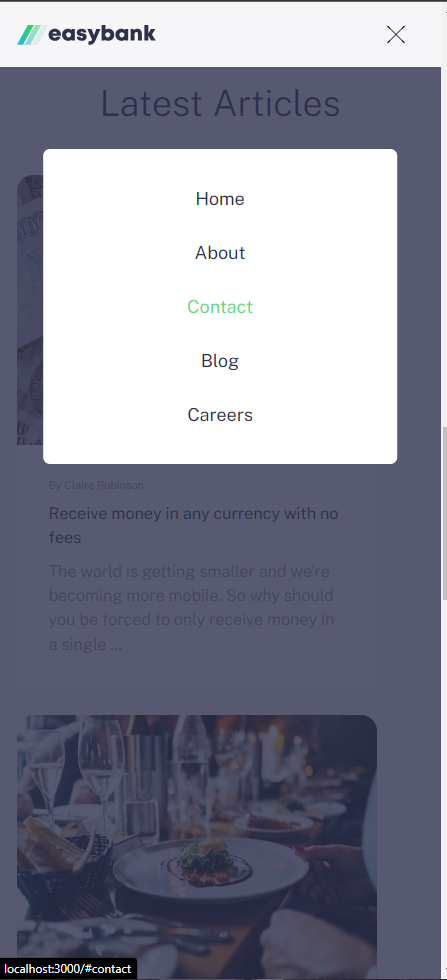 easybank
Latest Articles
Home
About
Contact
Blog
Careers
By Claire Robinson
Receive money in any currency with no
fees
The world is getting smaller and we're
becoming more mobile. So why should
you be forced to only receive money in
a single ...
localhost:3000/#contact